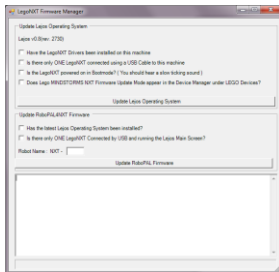 LegoNXT Firmware Manager
Update Lejos Operating System
Lejos v0.8(rev: 2730)
Have the LegoNXT Drivers been installed on this machine
Is there only ONE LegoNXT connected using a USB Cable to this machine
Is the LegoNXT powered on in Bootmode? ( You should hear a slow ticking sound )
Does Lego MINDSTORMS NXT Firmware Update Mode appear in the Device Manager under LEGO Devices?
Update Lejos Operating System
Update RoboPAL4NXT Firmware
Has the latest Lejos Operating System been installed?
Is there only ONE LegoNXT Connected by USB and running the Lejos Main Screen?
Robot Name : NXT -
Update RoboPAL Firmware